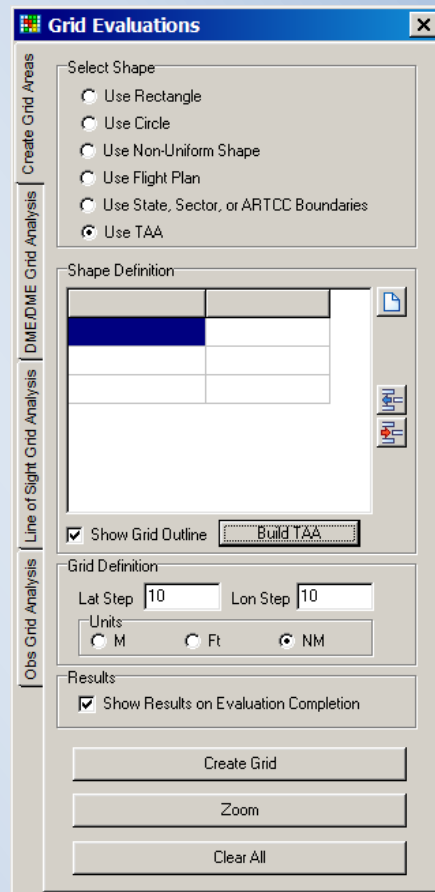 Grid Evaluations
Create Grid Areas
DME/DME Grid Analysis
Line of Sight Grid Analysis
Obs Grid Analysis
Select Shape
Use Rectangle
Use Circle
Use Non-Uniform Shape
Use Flight Plan
Use State, Sector, or ARTCC Boundaries
Use TAA
Shape Definition
Show Grid Outline Build TAA
Grid Definition
Lat Step 10 Lon Step 10
Units
M Ft NM
Results
Show Results on Evaluation Completion
Create Grid
Zoom
Clear All